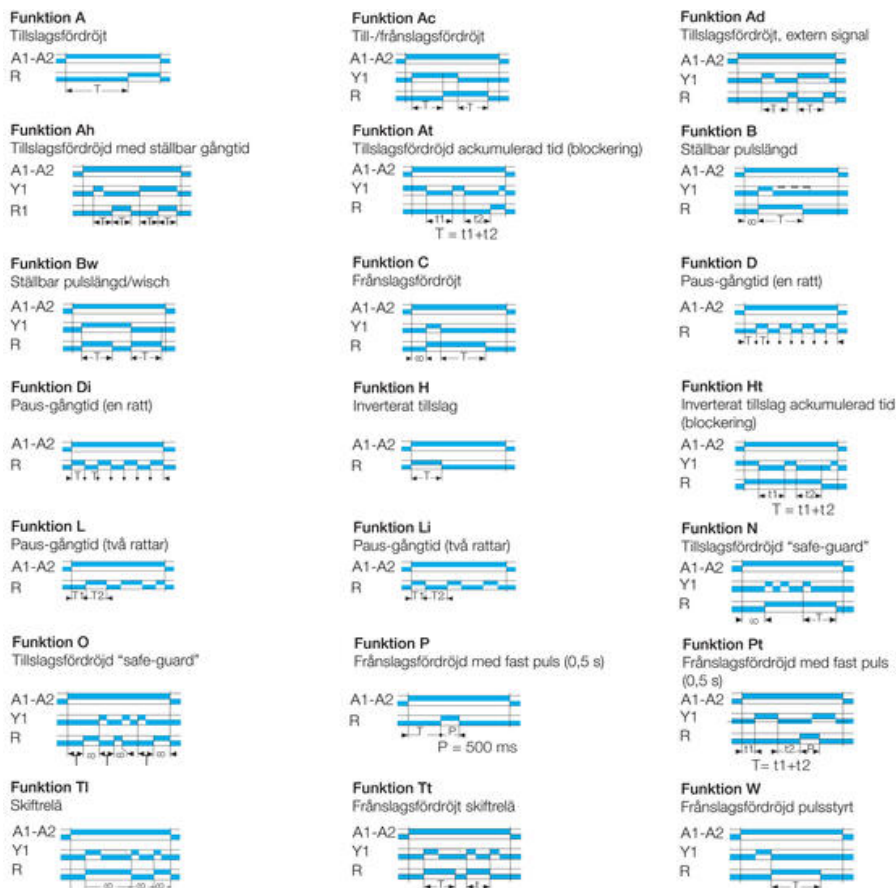 Funktion A
Tillslagsfördröjt
A1-A2
R
T
Funktion Ac
Till-/frånslagsfördröjt
A1-A2
Y1
R
T T
Funktion Ad
Tillslagsfördröjt, extern signal
A1-A2
Y1
R
T T
Funktion Ah
Tillslagsfördröjd med ställbar gångtid
A1-A2
Y1
R1
T T T T
Funktion At
Tillslagsfördröjd ackumulerad tid (blockering)
A1-A2
Y1
R
t1 t2
T = t1+t2
Funktion B
Ställbar pulslängd
A1-A2
Y1
R
∞ T
Funktion Bw
Ställbar pulslängd/wisch
A1-A2
Y1
R
T T
Funktion C
Frånslagsfördröjt
A1-A2
Y1
R
∞ T
Funktion D
Paus-gångtid (en ratt)
A1-A2
R
T T
Funktion Di
Paus-gångtid (en ratt)
A1-A2
R
T T
Funktion H
Inverterat tillslag
A1-A2
R
T
Funktion Ht
Inverterat tillslag ackumulerad tid
(blockering)
A1-A2
Y1
R
t1 t2
T = t1+t2
Funktion L
Paus-gångtid (två rattar)
A1-A2
R
T1 T2
Funktion Li
Paus-gångtid (två rattar)
A1-A2
R
T1 T2
Funktion N
Tillslagsfördröjd “safe-guard”
A1-A2
Y1
R
∞ T
Funktion O
Tillslagsfördröjd “safe-guard”
A1-A2
Y1
R
T ∞ T ∞ T ∞
Funktion P
Frånslagsfördröjd med fast puls (0,5 s)
A1-A2
R
T P
P = 500 ms
Funktion Pt
Frånslagsfördröjd med fast puls
(0,5 s)
A1-A2
Y1
R
t1 t2 P
T= t1+t2
Funktion Tl
Skiftrelä
A1-A2
Y1
R
∞ ∞ ∞
Funktion Tt
Frånslagsfördröjt skiftrelä
A1-A2
Y1
R
T t
Funktion W
Frånslagsfördröjd pulsstyrt
A1-A2
Y1
R
T